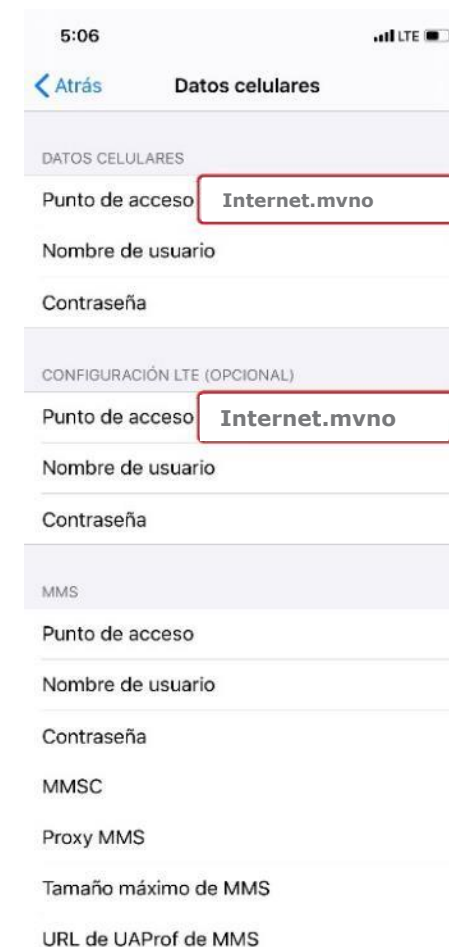 5:06 LTE
Atrás Datos celulares
DATOS CELULARES
Punto de acceso Internet.mvno
Nombre de usuario
Contraseña
CONFIGURACIÓN LTE (OPCIONAL)
Punto de acceso Internet.mvno
Nombre de usuario
Contraseña
MMS
Punto de acceso
Nombre de usuario
Contraseña
MMSC
Proxy MMS
Tamaño máximo de MMS
URL de UAProf de MMS